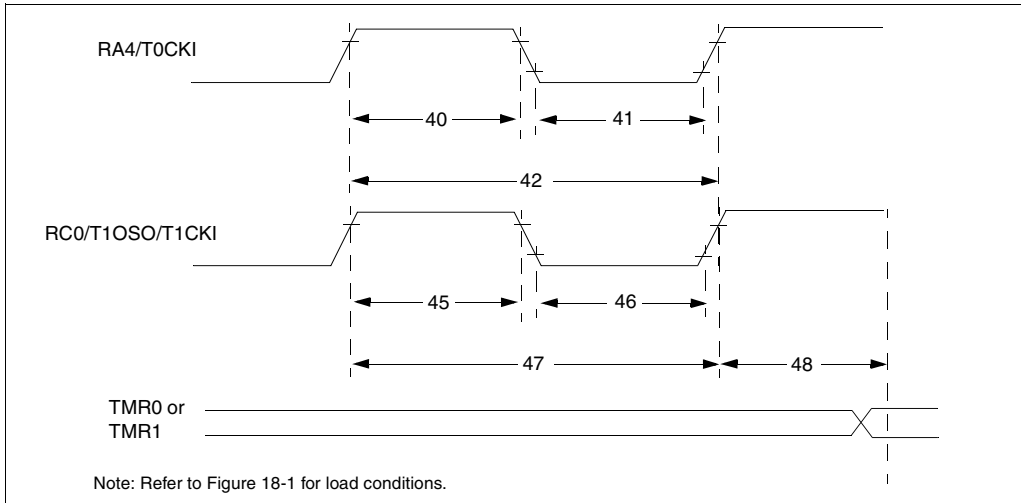 RA4/T0CKI
40
41
42
RC0/T1OSO/T1CKI
45
46
47
48
TMR0 or
TMR1
Note: Refer to Figure 18-1 for load conditions.